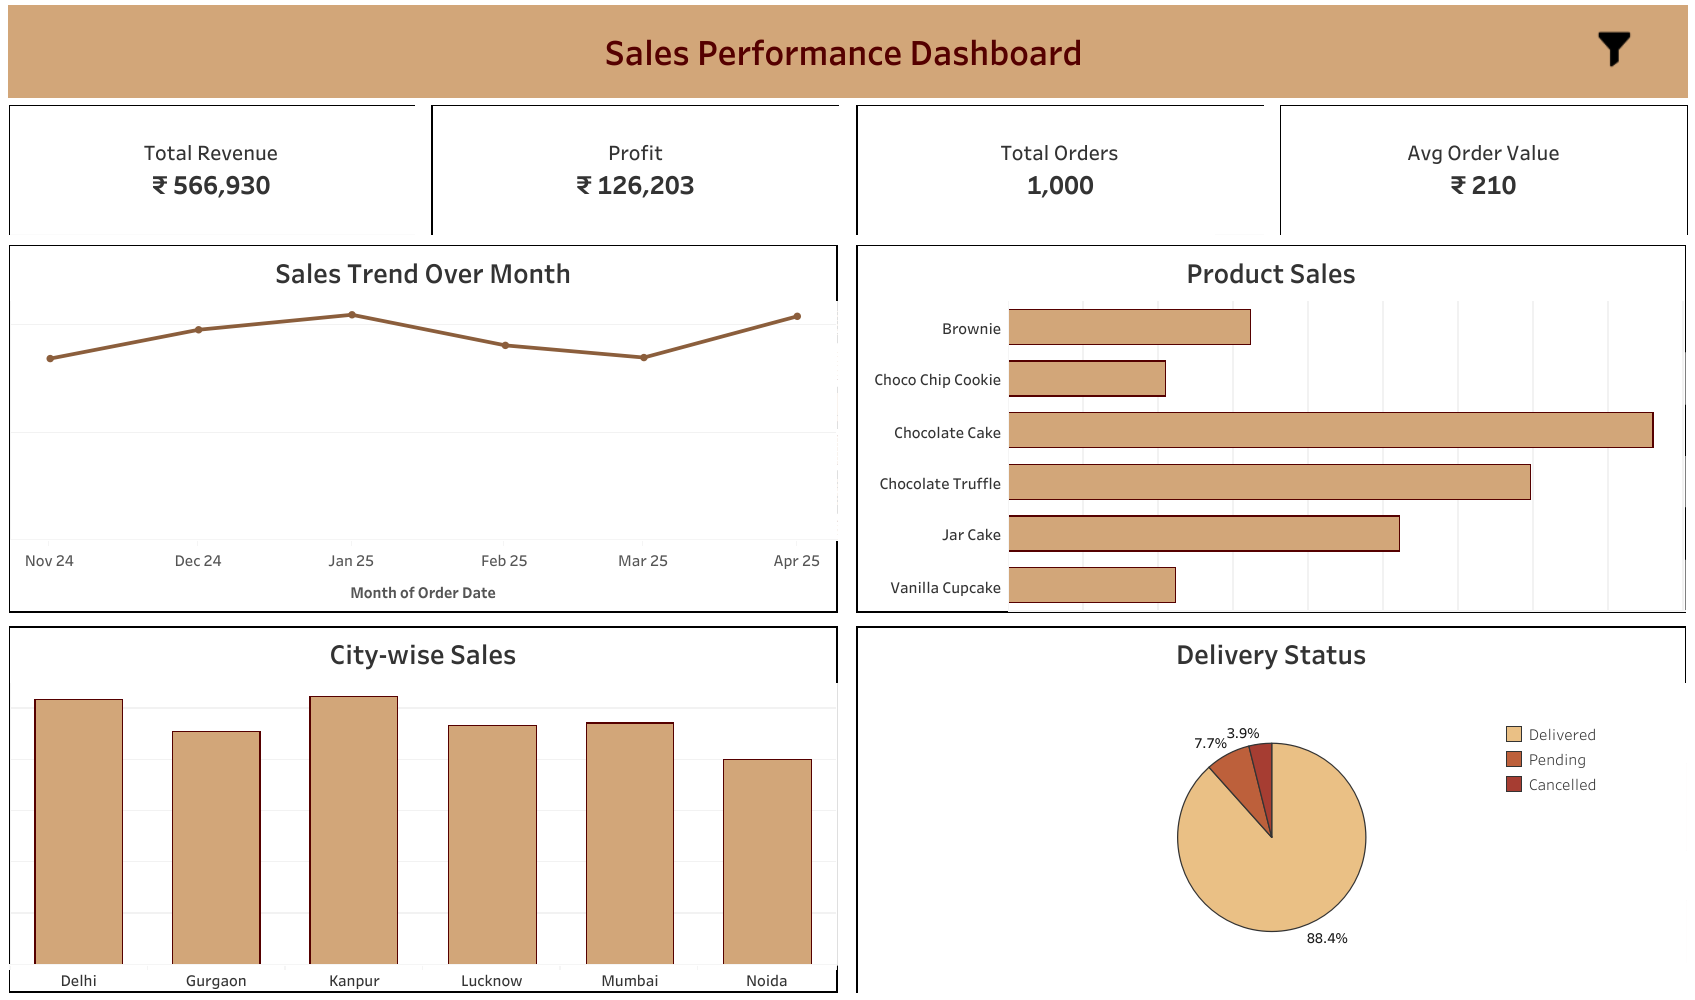 Sales Performance Dashboard
Total Revenue
₹ 566,930
Profit
₹ 126,203
Total Orders
1,000
Avg Order Value
₹ 210
Sales Trend Over Month
Nov 24
Dec 24
Jan 25
Feb 25
Mar 25
Apr 25
Month of Order Date
Product Sales
Brownie
Choco Chip Cookie
Chocolate Cake
Chocolate Truffle
Jar Cake
Vanilla Cupcake
City-wise Sales
Delhi
Gurgaon
Kanpur
Lucknow
Mumbai
Noida
Delivery Status
7.7%
3.9%
88.4%
Delivered
Pending
Cancelled